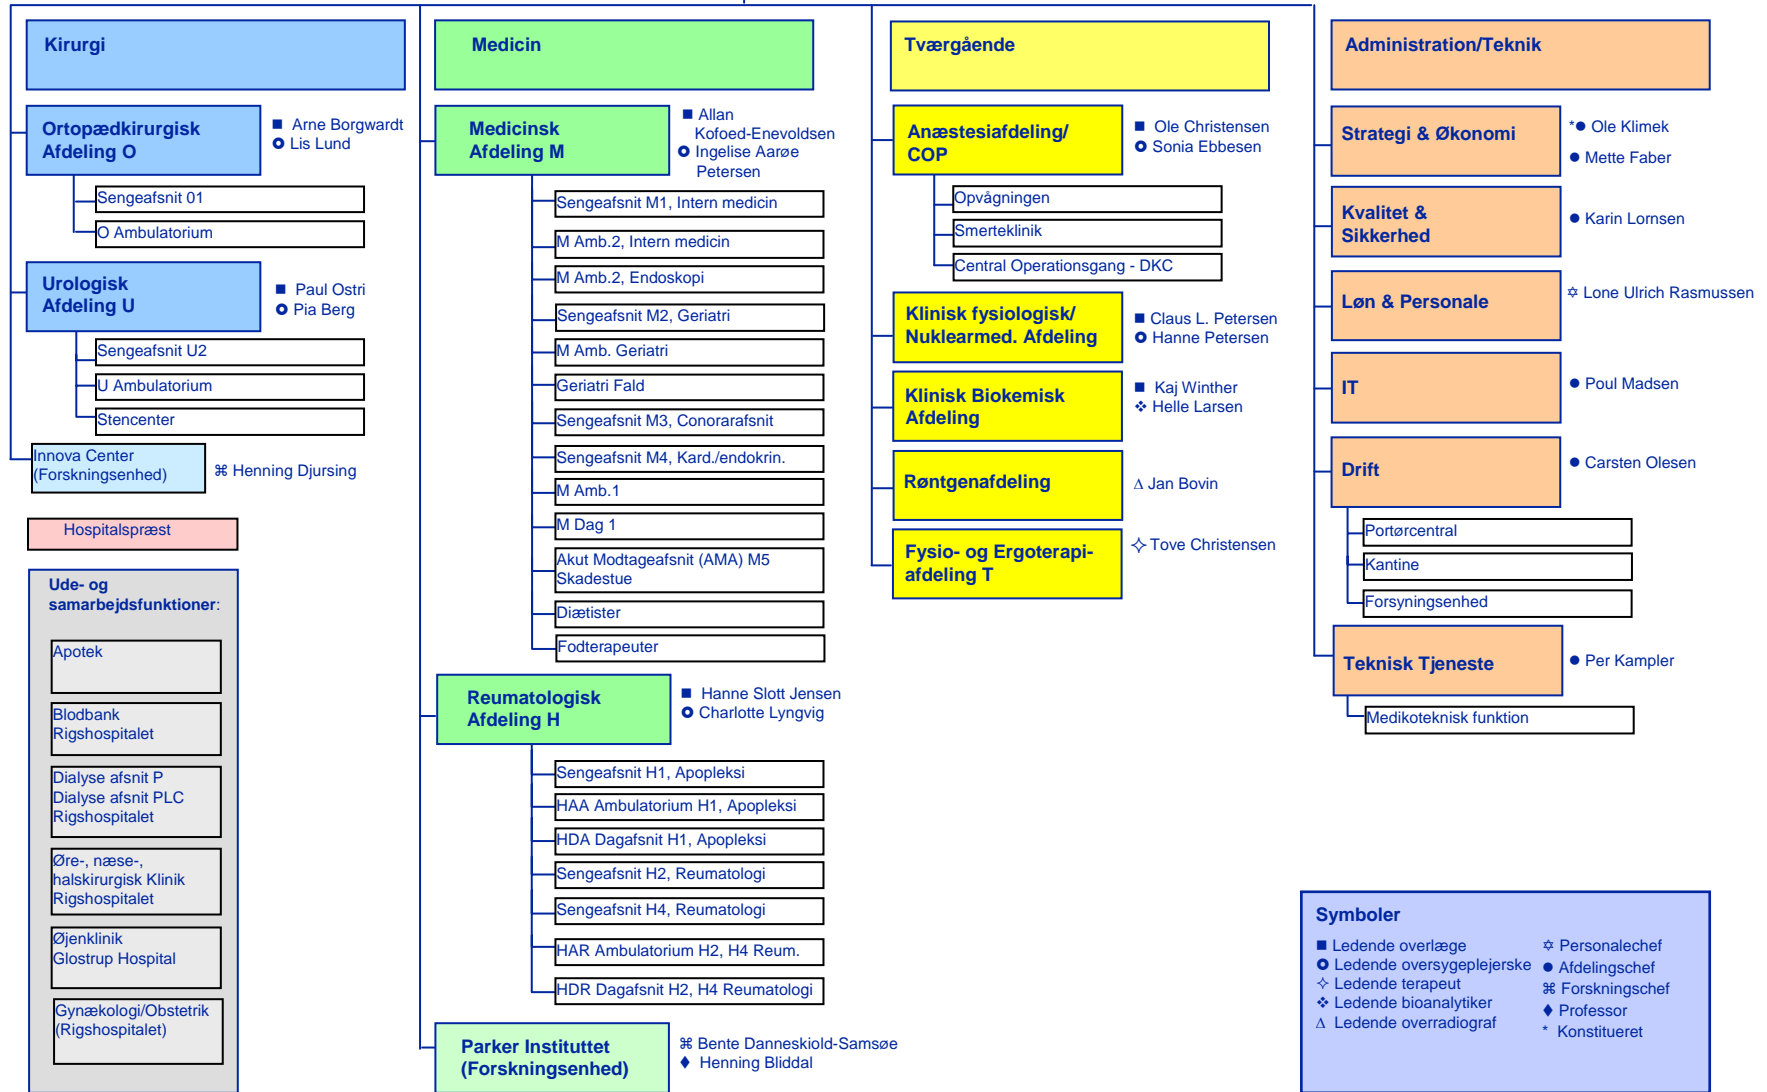 Kirurgi
Ortopædkirurgisk
Afdeling O
■ Arne Borgwardt
Lis Lund
Sengeafsnit 01
O Ambulatorium
Urologisk
Afdeling U
■ Paul Ostri
Pia Berg
Sengeafsnit U2
U Ambulatorium
Stencenter
Innova Center
(Forskningsenhed)
⌘ Henning Djursing
Hospitalspræst
Ude- og
samarbejdsfunktioner:
Apotek
Blodbank
Rigshospitalet
Dialyse afsnit P
Dialyse afsnit PLC
Rigshospitalet
Øre-, næse-,
halskirurgisk Klinik
Rigshospitalet
Øjenklinik
Glostrup Hospital
Gynækologi/Obstetrik
(Rigshospitalet)
Medicin
Medicinsk
Afdeling M
■ Allan
Kofoed-Enevoldsen
Ingelise Aarøe
Petersen
Sengeafsnit M1, Intern medicin
M Amb.2, Intern medicin
M Amb.2, Endoskopi
Sengeafsnit M2, Geriatri
M Amb. Geriatri
Geriatri Fald
Sengeafsnit M3, Conorarafsnit
Sengeafsnit M4, Kard./endokrin.
M Amb.1
M Dag 1
Akut Modtageafsnit (AMA) M5
Skadestue
Diætister
Fodterapeuter
Reumatologisk
Afdeling H
■ Hanne Slott Jensen
Charlotte Lyngvig
Sengeafsnit H1, Apopleksi
HAA Ambulatorium H1, Apopleksi
HDA Dagafsnit H1, Apopleksi
Sengeafsnit H2, Reumatologi
Sengeafsnit H4, Reumatologi
HAR Ambulatorium H2, H4 Reum.
HDR Dagafsnit H2, H4 Reumatologi
Parker Instituttet
(Forskningsenhed)
⌘ Bente Danneskiold-Samsøe
♦ Henning Bliddal
Tværgående
Anæstesiafdeling/
COP
■ Ole Christensen
Sonia Ebbesen
Opvågningen
Smerteklinik
Central Operationsgang - DKC
Klinisk fysiologisk/
Nuklearmed. Afdeling
■ Claus L. Petersen
Hanne Petersen
Klinisk Biokemisk
Afdeling
■ Kaj Winther
❖ Helle Larsen
Røntgenafdeling
Δ Jan Bovin
Fysio- og Ergoterapi-
afdeling T
✧ Tove Christensen
Administration/Teknik
Strategi & Økonomi
*● Ole Klimek
● Mette Faber
Kvalitet &
Sikkerhed
● Karin Lornsen
Løn & Personale
✡ Lone Ulrich Rasmussen
IT
● Poul Madsen
Drift
● Carsten Olesen
Portørcentral
Kantine
Forsyningsenhed
Teknisk Tjeneste
● Per Kampler
Medikoteknisk funktion
Symboler
■ Ledende overlæge
Ledende oversygeplejerske
✧ Ledende terapeut
❖ Ledende bioanalytiker
Δ Ledende overradiograf
✡ Personalechef
● Afdelingschef
⌘ Forskningschef
♦ Professor
* Konstitueret